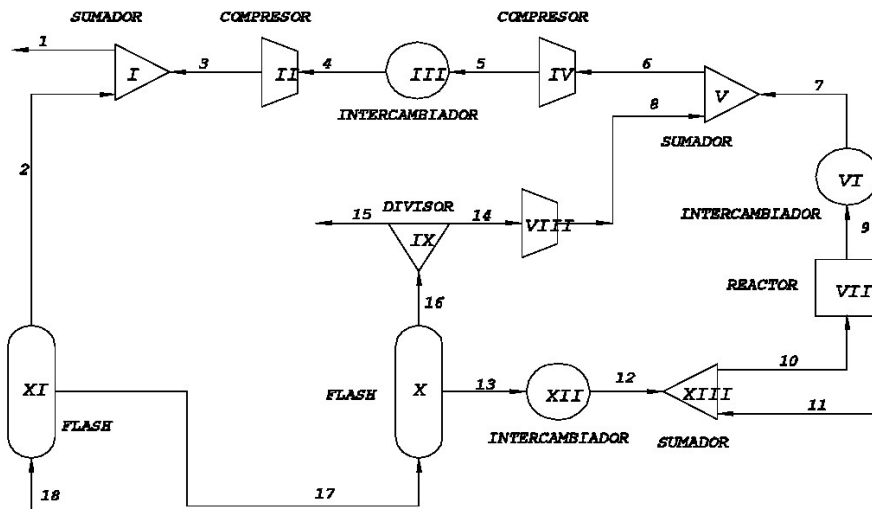 SUMADOR COMPRESOR COMPRESOR
1 3 4 5 6 7
I II III IV V
INTERCAMBIADOR
8
SUMADOR
2
VI
DIVISOR
15 14
INTERCAMBIADOR
9
IX VIII
REACTOR
VII
16
10
XI FLASH X 13 XII 12 XIII
11
FLASH INTERCAMBIADOR SUMADOR
18 17